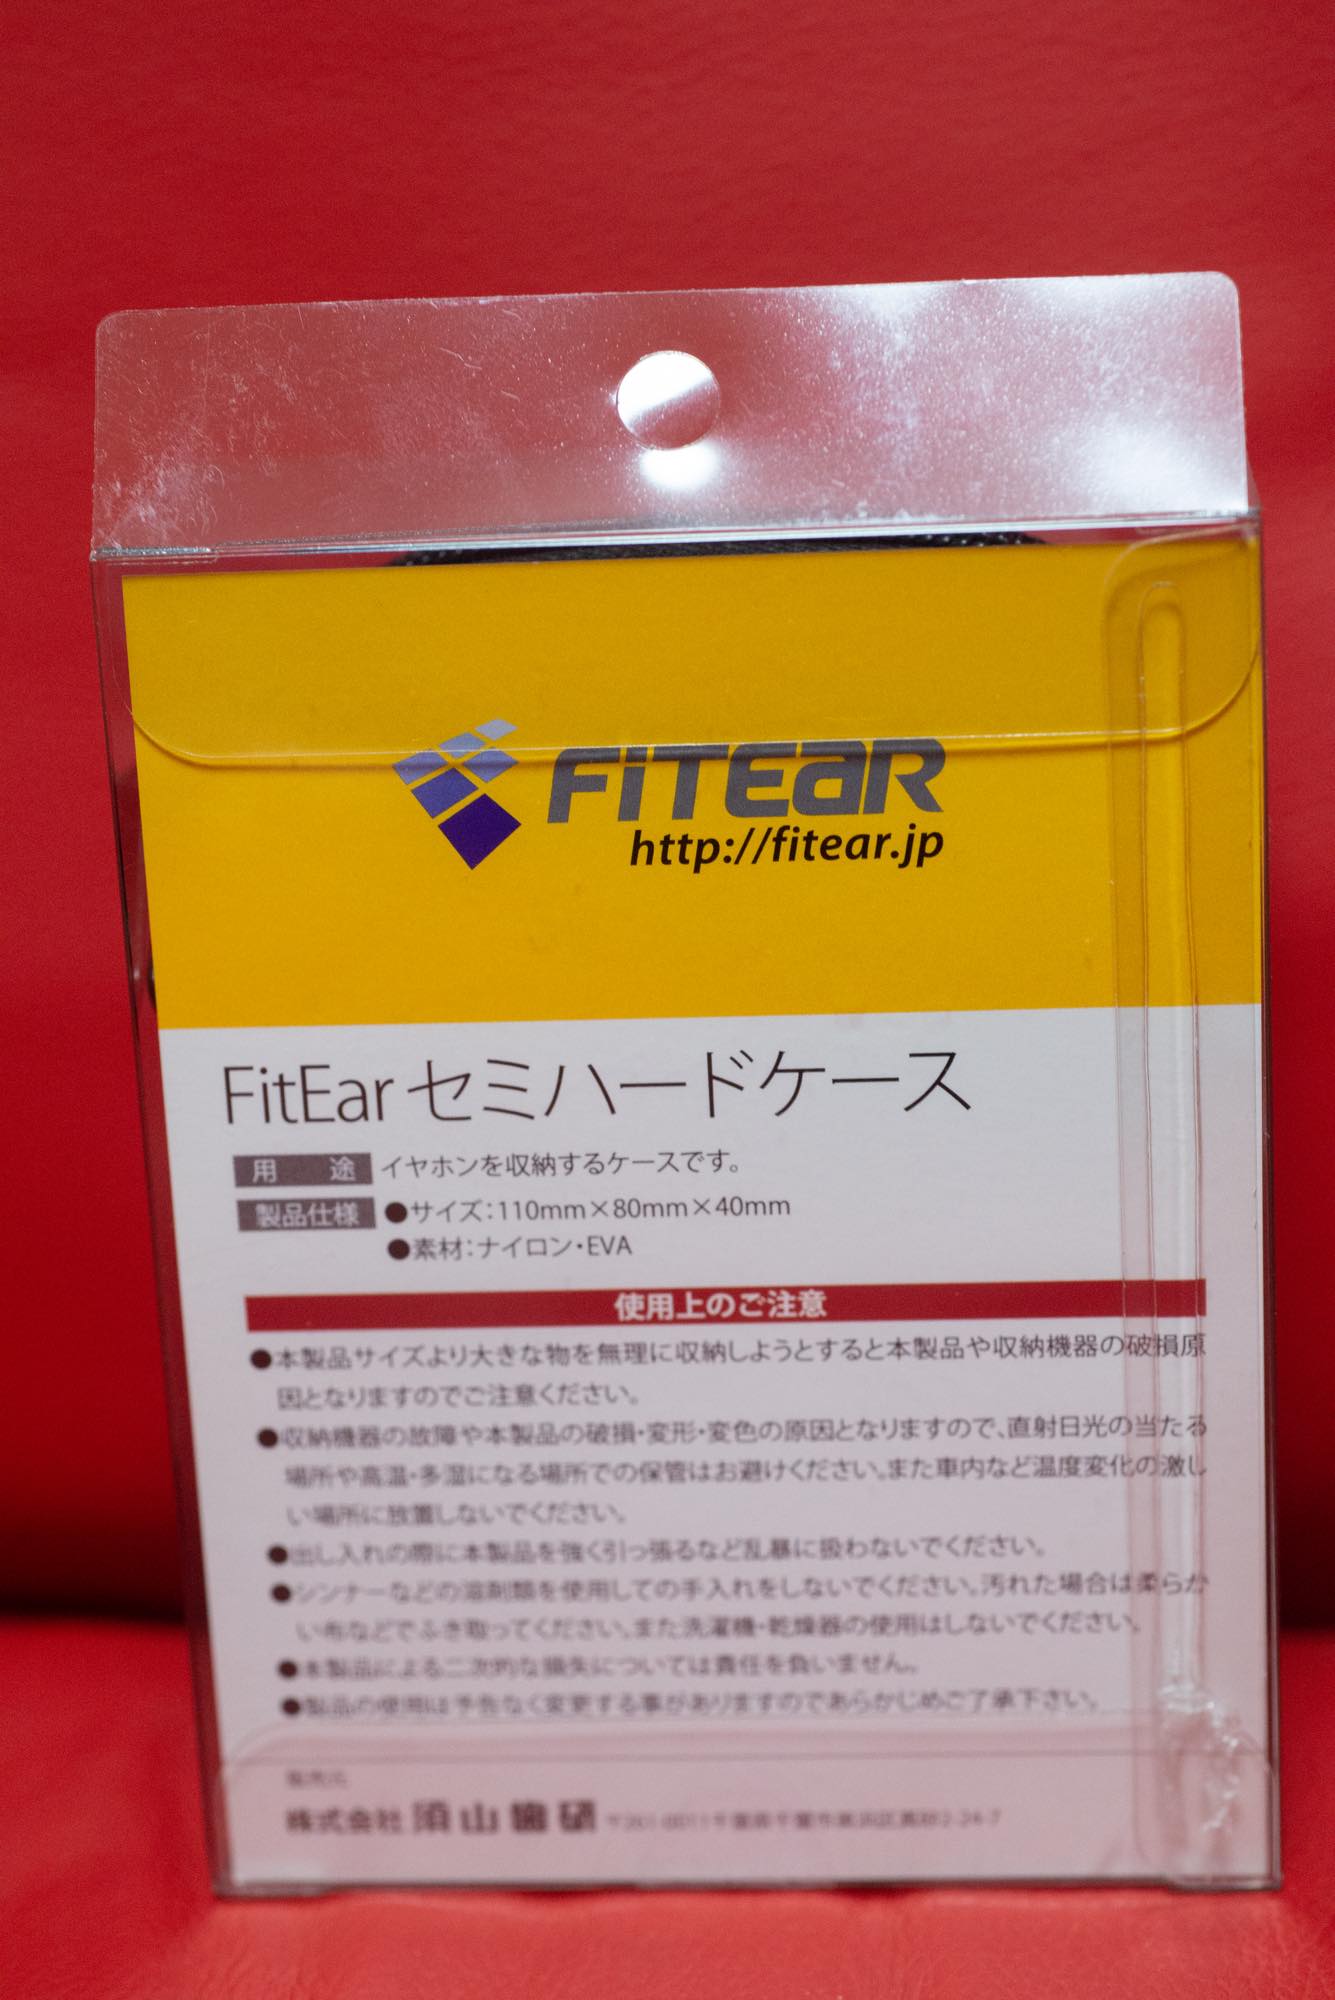 FitEar
http://fitear.jp
FitEar セミハードケース
用途 イヤホンを収納するケースです。
製品仕様 ●サイズ：110mm×80mm×40mm
●素材：ナイロン・EVA
使用上のご注意
●本製品サイズより大きな物を無理に収納しようとすると本製品や収納機器の破損原
因となりますのでご注意ください。
●収納機器の故障や本製品の破損・変形・変色の原因となりますので、直射日光の当たる
場所や高温・多湿になる場所での保管はお避けください。また車内など温度変化の激し
い場所に放置しないでください。
●出し入れの際に本製品を強く引っ張るなど乱暴に扱わないでください。
●シンナーなどの溶剤類を使用しての手入れをしないでください。汚れた場合は柔らか
い布などでふき取ってください。また洗濯機・乾燥器の使用はしないでください。
●本製品による二次的な損失については責任を負いません。
●製品の使用は予告なく変更する事がありますのであらかじめご了承下さい。
販売元
株式会社 須山歯研